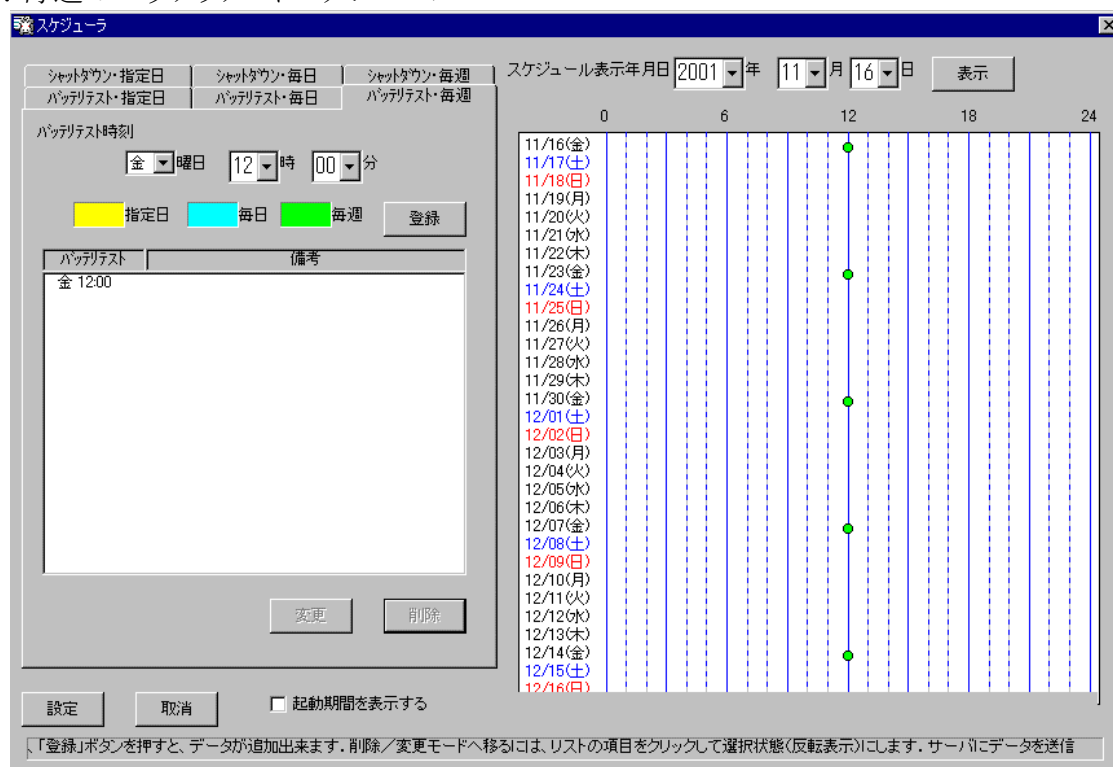 スケジューラ
シャットダウン・指定日 シャットダウン・毎日 シャットダウン・毎週
バッテリテスト・指定日 バッテリテスト・毎日 バッテリテスト・毎週
バッテリテスト時刻
金 曜日 12 時 00 分
指定日 毎日 毎週 登録
バッテリテスト 備考
金 12:00
変更 削除
設定 取消 起動期間を表示する
スケジュール表示年月日 2001 年 11 月 16 日 表示
0 6 12 18 24
11/16(金)
11/17(土)
11/18(日)
11/19(月)
11/20(火)
11/21(水)
11/22(木)
11/23(金)
11/24(土)
11/25(日)
11/26(月)
11/27(火)
11/28(水)
11/29(木)
11/30(金)
12/01(土)
12/02(日)
12/03(月)
12/04(火)
12/05(水)
12/06(木)
12/07(金)
12/08(土)
12/09(日)
12/10(月)
12/11(火)
12/12(水)
12/13(木)
12/14(金)
12/15(土)
12/16(日)
、「登録」ボタンを押すと、データが追加出来ます．削除／変更モードへ移るには、リストの項目をクリックして選択状態(反転表示)にします．サーバにデータを送信